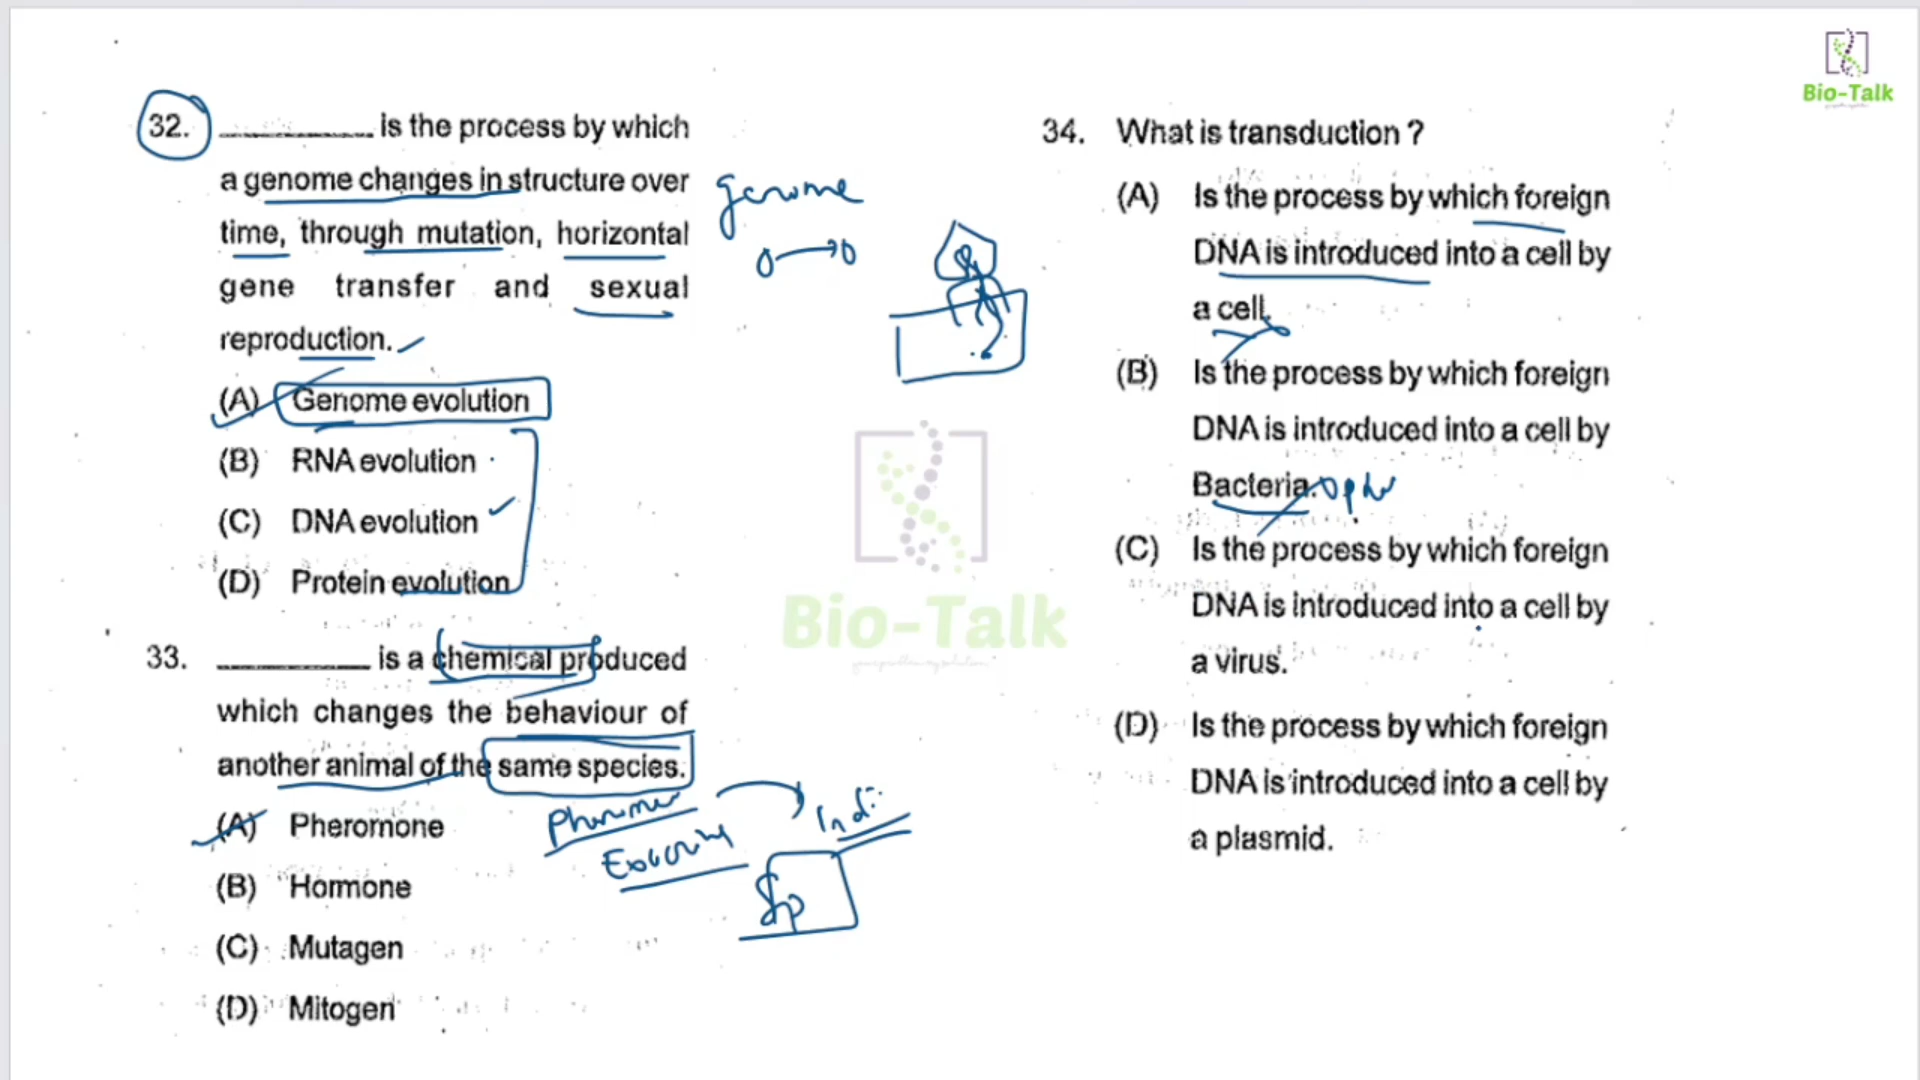 32. __________ is the process by which
a genome changes in structure over
time, through mutation, horizontal
gene transfer and sexual
reproduction.
(A) Genome evolution
(B) RNA evolution
(C) DNA evolution
(D) Protein evolution
genome
33. __________ is a chemical produced
which changes the behaviour of
another animal of the same species.
(A) Pheromone
(B) Hormone
(C) Mutagen
(D) Mitogen
Sp
34. What is transduction ?
(A) Is the process by which foreign
DNA is introduced into a cell by
a cell.
(B) Is the process by which foreign
DNA is introduced into a cell by
Bacteria.
(C) Is the process by which foreign
DNA is introduced into a cell by
a virus.
(D) Is the process by which foreign
DNA is introduced into a cell by
a plasmid.
Bio-Talk
Bio-Talk